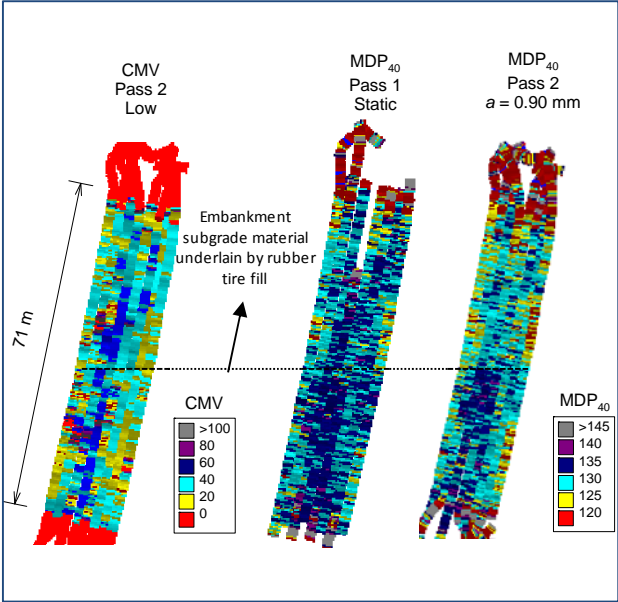 CMV
Pass 2
Low
MDP40
Pass 1
Static
MDP40
Pass 2
a = 0.90 mm
Embankment
subgrade material
underlain by rubber
tire fill
71 m
CMV
>100
80
60
40
20
0
MDP40
>145
140
135
130
125
120